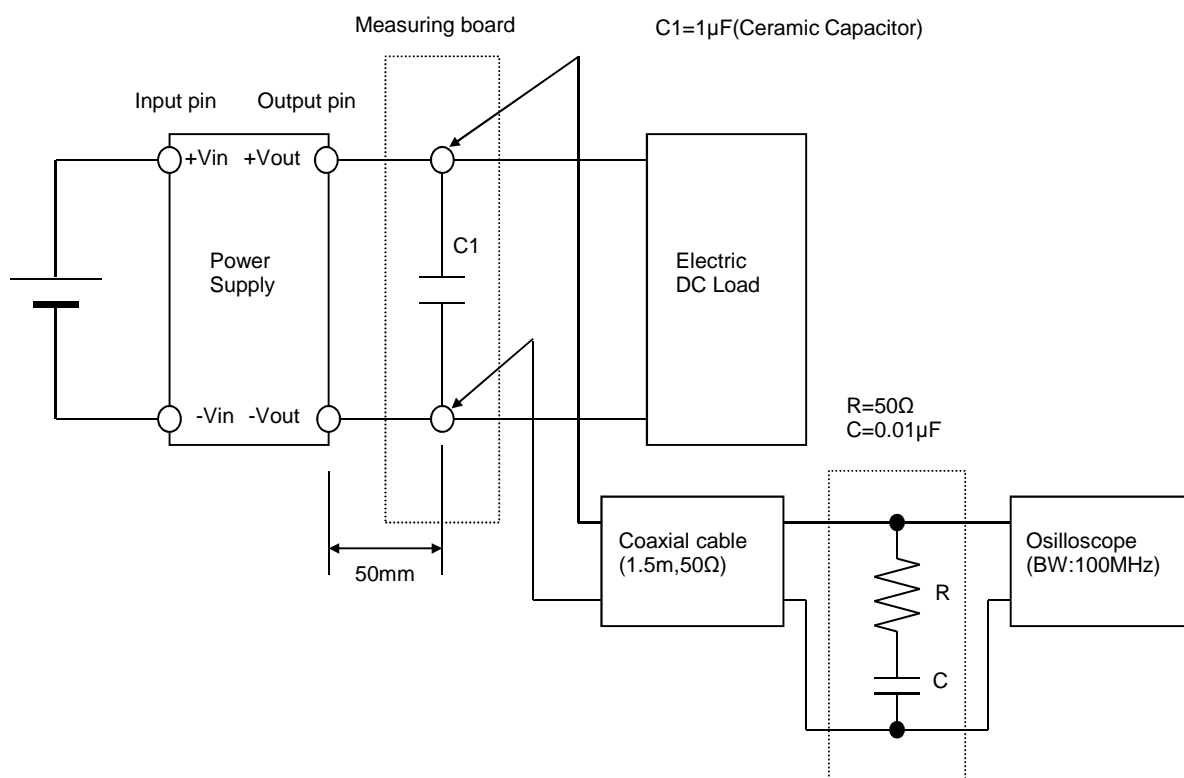 Measuring board
C1=1µF(Ceramic Capacitor)
Input pin
Output pin
+Vin
+Vout
C1
Power
Supply
Electric
DC Load
-Vin
-Vout
R=50Ω
C=0.01µF
50mm
Coaxial cable
(1.5m,50Ω)
R
C
Osilloscope
(BW:100MHz)